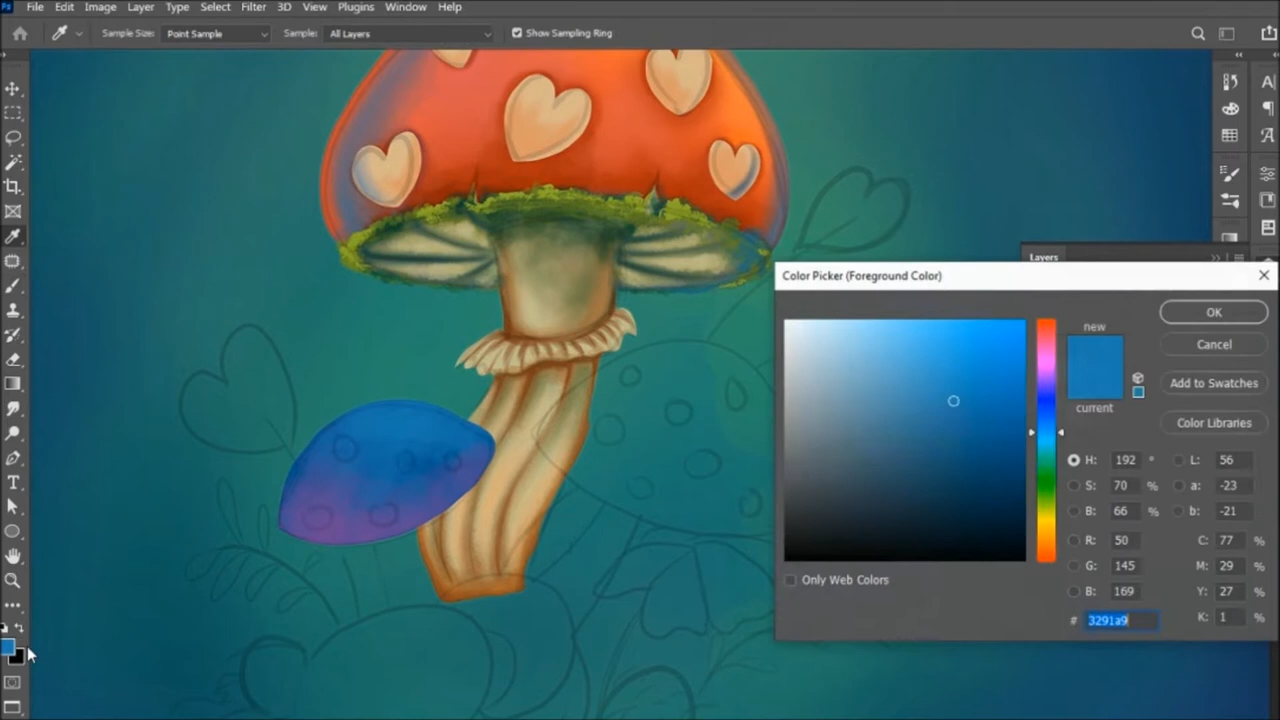 Ps File Edit Image Layer Type Select Filter 3D View Plugins Window Help
Sample Size: Point Sample Sample: All Layers Show Sampling Ring
Layers
Color Picker (Foreground Color)
new
current
OK
Cancel
Add to Swatches
Color Libraries
H: 192 ° L: 56
S: 70 % a: -23
B: 66 % b: -21
R: 50 C: 77 %
G: 145 M: 29 %
B: 169 Y: 27 %
# 3291a9 K: 1 %
Only Web Colors